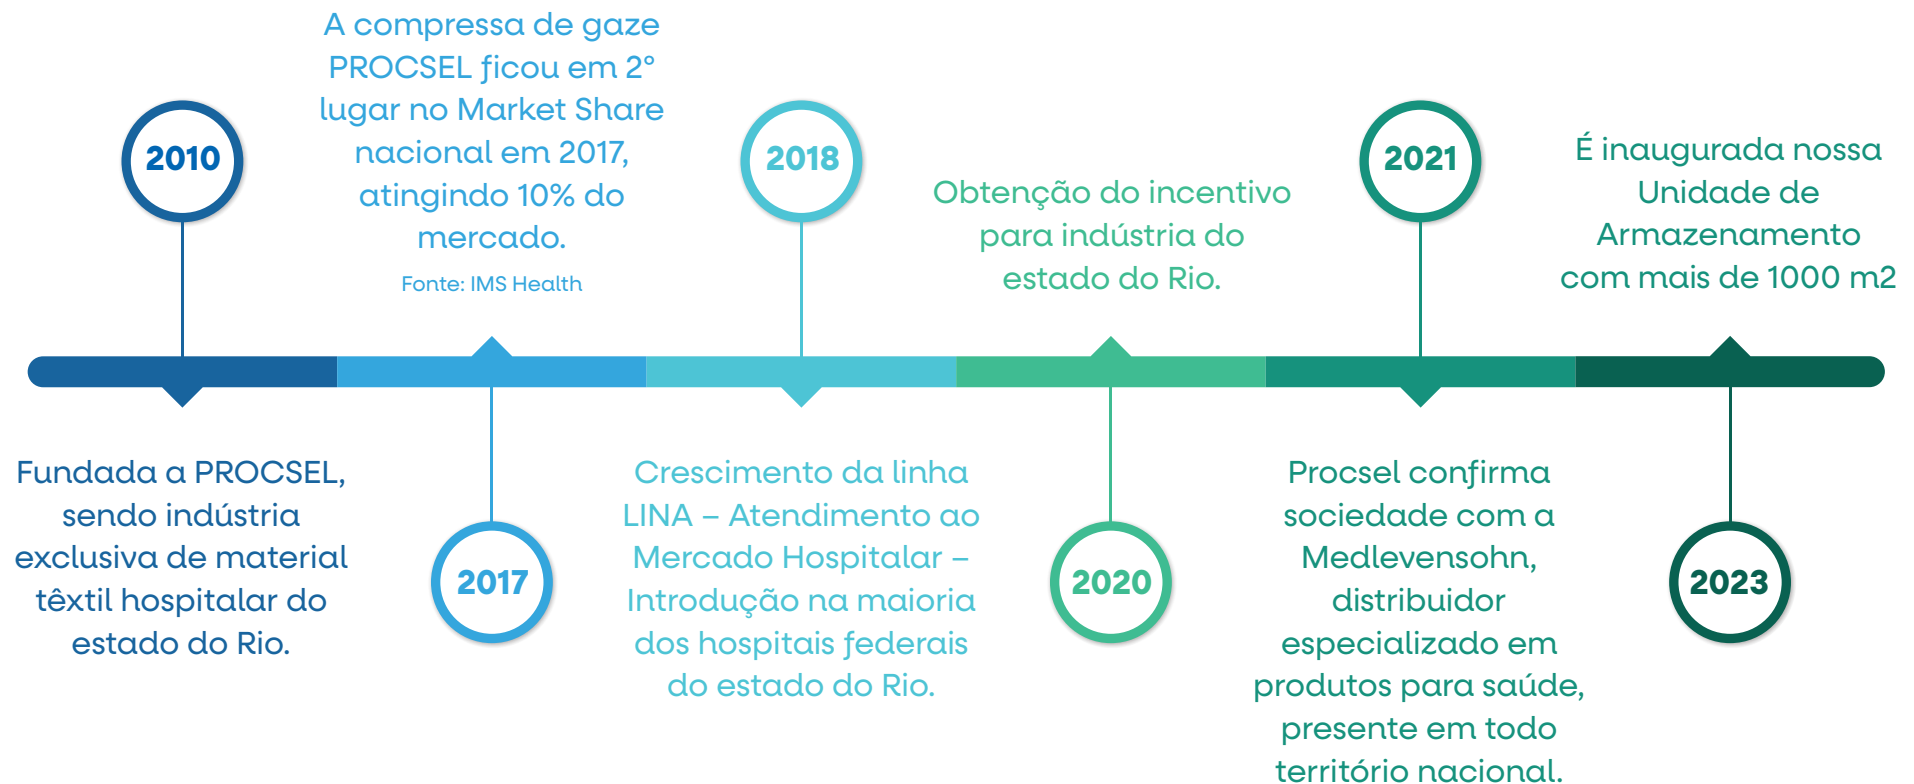 2010
Fundada a PROCSEL,
sendo indústria
exclusiva de material
têxtil hospitalar do
estado do Rio.
A compressa de gaze
PROCSEL ficou em 2°
lugar no Market Share
nacional em 2017,
atingindo 10% do
mercado.
Fonte: IMS Health
2017
2018
Crescimento da linha
LINA – Atendimento ao
Mercado Hospitalar –
Introdução na maioria
dos hospitais federais
do estado do Rio.
Obtenção do incentivo
para indústria do
estado do Rio.
2020
2021
Procsel confirma
sociedade com a
Medlevensohn,
distribuidor
especializado em
produtos para saúde,
presente em todo
território nacional.
É inaugurada nossa
Unidade de
Armazenamento
com mais de 1000 m2
2023